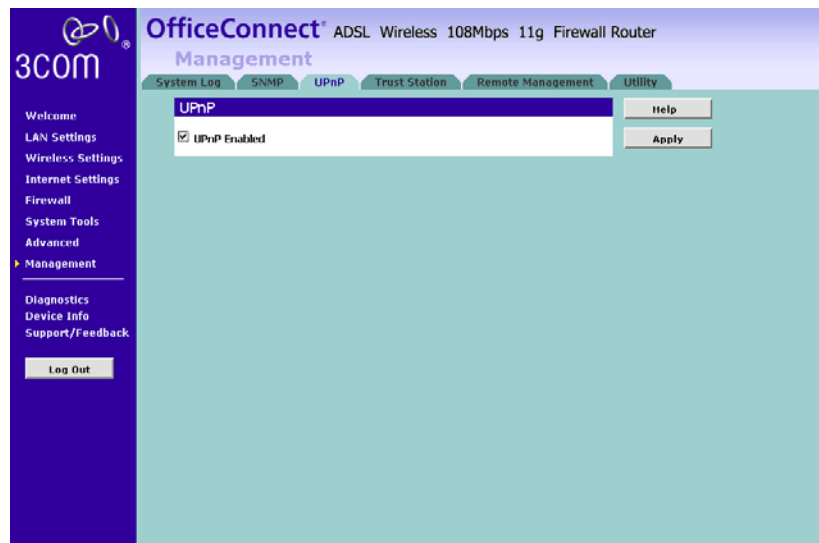 3COM
OfficeConnect® ADSL Wireless 108Mbps 11g Firewall Router
Management
System Log SNMP UPnP Trust Station Remote Management Utility
Welcome
LAN Settings
Wireless Settings
Internet Settings
Firewall
System Tools
Advanced
Management
Diagnostics
Device Info
Support/Feedback
Log Out
UPnP
UPnP Enabled
Help
Apply